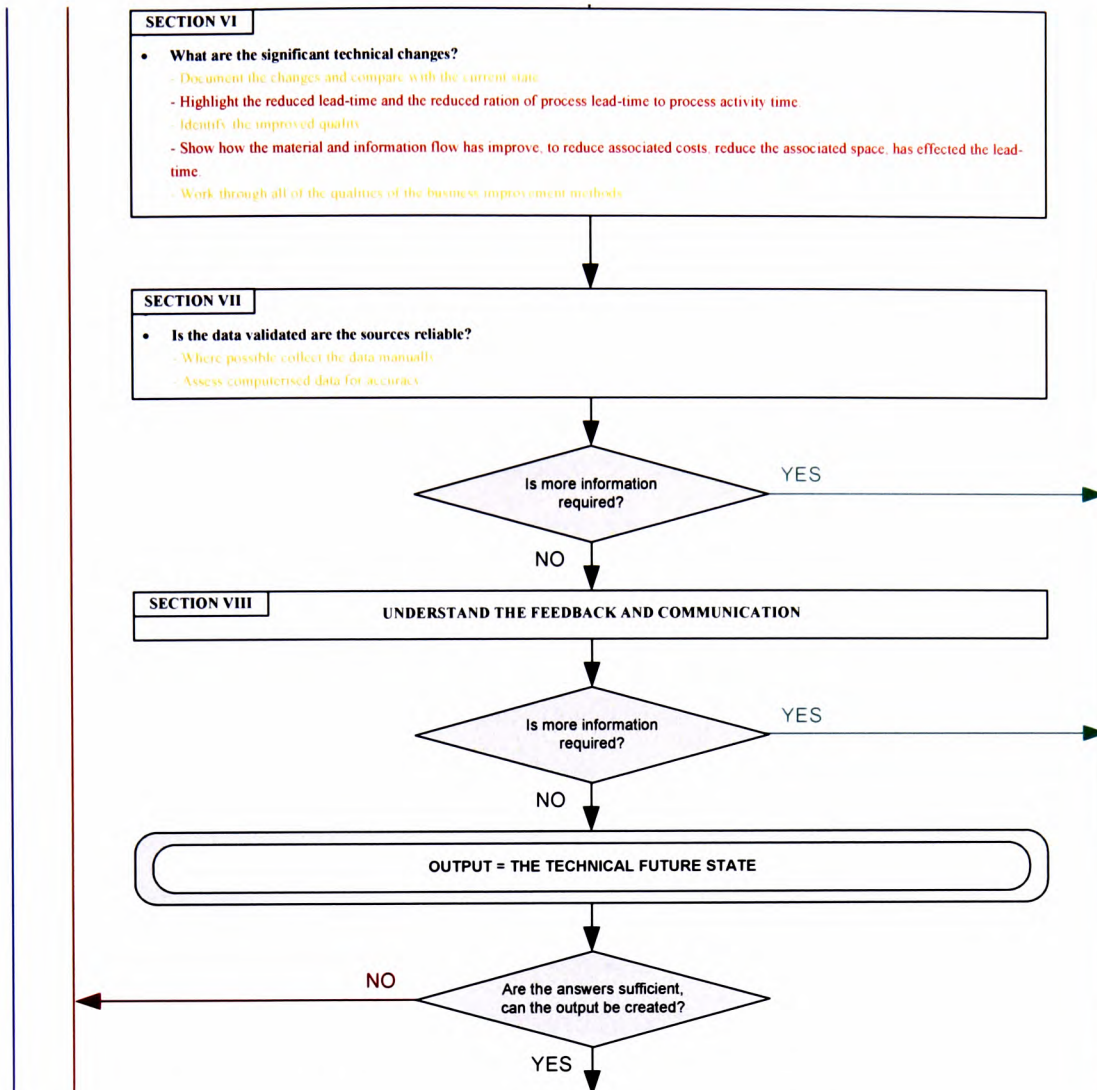 SECTION VI
• What are the significant technical changes?
- Document the changes and compare with the current state
- Highlight the reduced lead-time and the reduced ration of process lead-time to process activity time.
- Identify the improved quality
- Show how the material and information flow has improve, to reduce associated costs, reduce the associated space, has effected the lead-
time.
- Work through all of the qualities of the business improvement methods
SECTION VII
• Is the data validated are the sources reliable?
- Where possible collect the data manually
- Assess computerised data for accuracy
Is more information
required?
YES
NO
SECTION VIII
UNDERSTAND THE FEEDBACK AND COMMUNICATION
Is more information
required?
YES
NO
OUTPUT = THE TECHNICAL FUTURE STATE
Are the answers sufficient,
can the output be created?
NO
YES